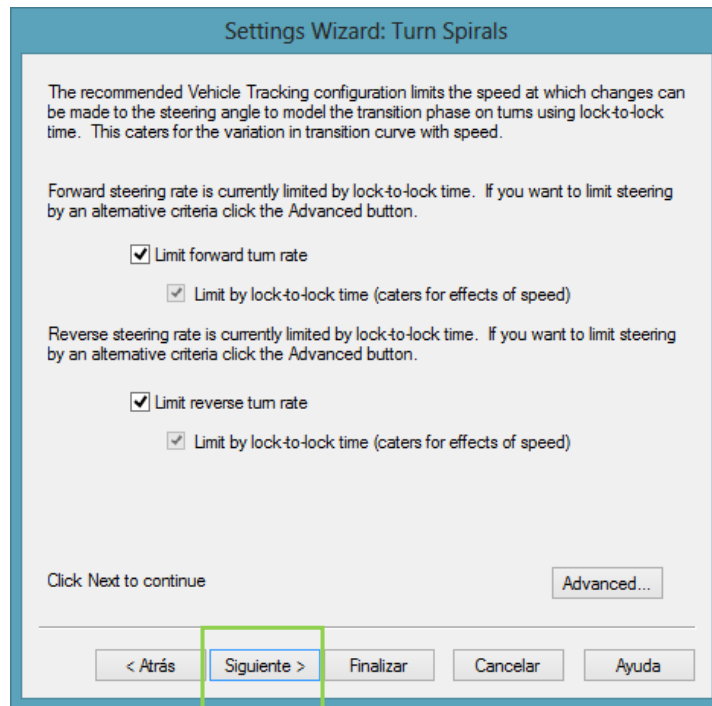 Settings Wizard: Turn Spirals
The recommended Vehicle Tracking configuration limits the speed at which changes can
be made to the steering angle to model the transition phase on turns using lock-to-lock
time. This caters for the variation in transition curve with speed.
Forward steering rate is currently limited by lock-to-lock time. If you want to limit steering
by an alternative criteria click the Advanced button.
Limit forward turn rate
Limit by lock-to-lock time (caters for effects of speed)
Reverse steering rate is currently limited by lock-to-lock time. If you want to limit steering
by an alternative criteria click the Advanced button.
Limit reverse turn rate
Limit by lock-to-lock time (caters for effects of speed)
Click Next to continue
Advanced...
< Atrás Siguiente > Finalizar Cancelar Ayuda